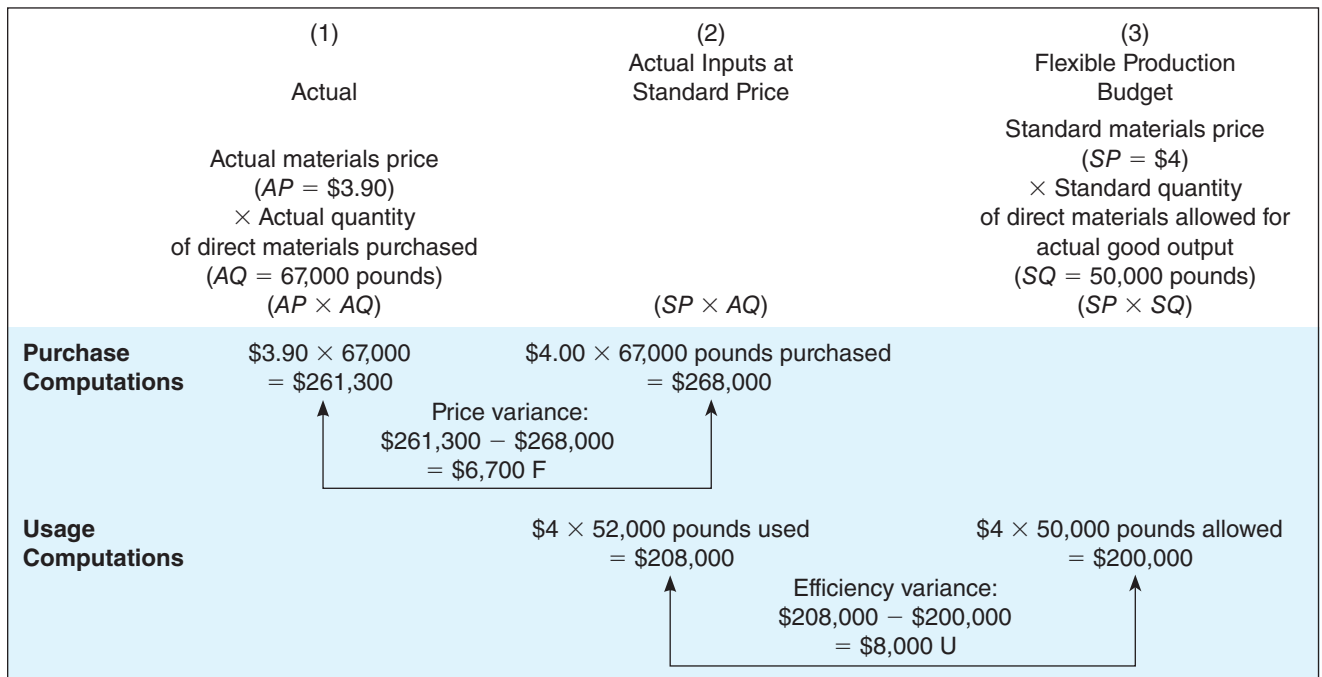 (1)
(2)
(3)
Actual
Actual Inputs at
Standard Price
Flexible Production
Budget
Actual materials price
(AP = $3.90)
× Actual quantity
of direct materials purchased
(AQ = 67,000 pounds)
(AP × AQ)
(SP × AQ)
Standard materials price
(SP = $4)
× Standard quantity
of direct materials allowed for
actual good output
(SQ = 50,000 pounds)
(SP × SQ)
Purchase
Computations
$3.90 × 67,000
= $261,300
$4.00 × 67,000 pounds purchased
= $268,000
Price variance:
$261,300 − $268,000
= $6,700 F
Usage
Computations
$4 × 52,000 pounds used
= $208,000
$4 × 50,000 pounds allowed
= $200,000
Efficiency variance:
$208,000 − $200,000
= $8,000 U